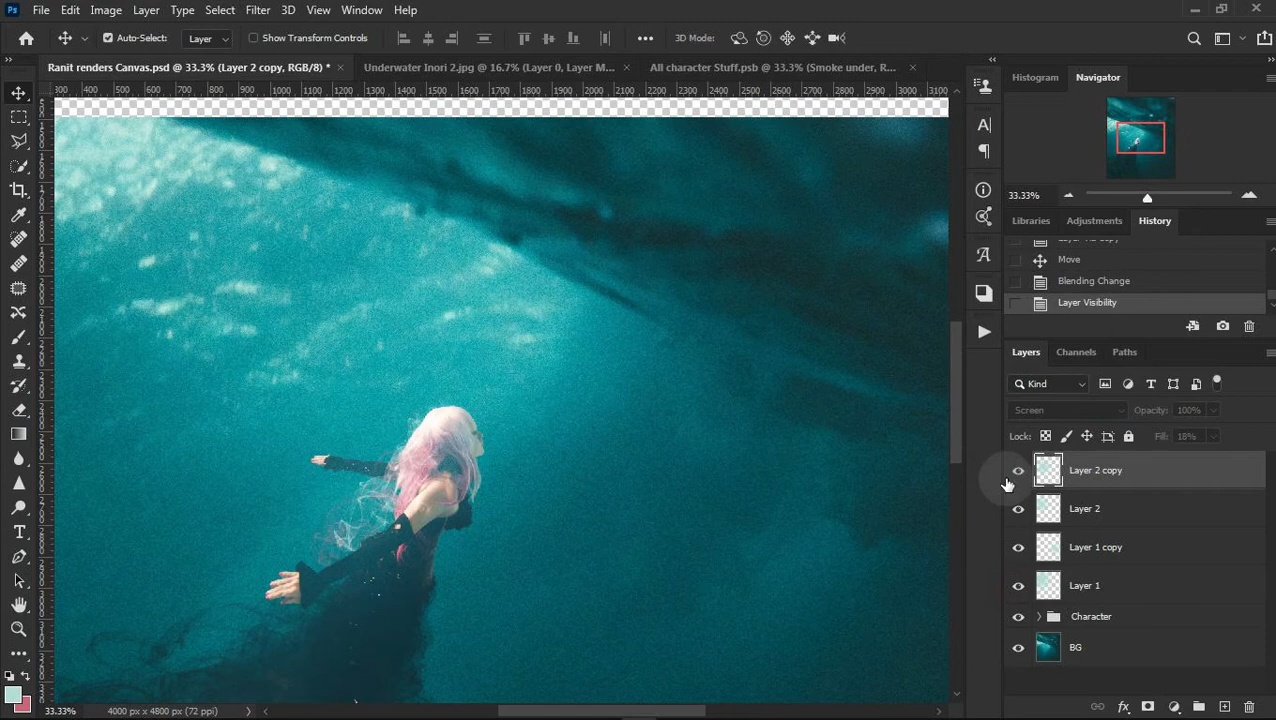 Ps File Edit Image Layer Type Select Filter 3D View Window Help
Auto-Select: Layer Show Transform Controls 3D Mode:
Ranit renders Canvas.psd @ 33.3% (Layer 2 copy, RGB/8) * Underwater Inori 2.jpg @ 16.7% (Layer 0, Layer M... All character Stuff.psb @ 33.3% (Smoke under, R...
300 600 700 800 900 1000 1100 1200 1300 1400 1500 1600 1700 1800 1900 2000 2100 2200 2300 2400 2500 2600 2700 2800 2900 3000 3100
Histogram Navigator
33.33%
Libraries Adjustments History
Move
Blending Change
Layer Visibility
Layers Channels Paths
Kind
Screen Opacity: 100%
Lock: Fill: 18%
Layer 2 copy
Layer 2
Layer 1 copy
Layer 1
Character
BG
33.33% 4000 px x 4800 px (72 ppi)